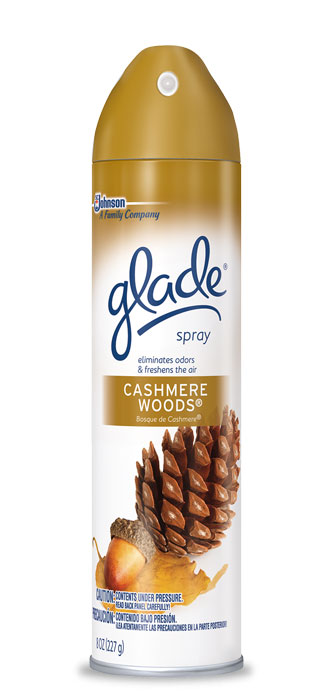 Johnson
A Family Company
glade®
spray
eliminates odors
& freshens the air
CASHMERE
WOODS®
Bosque de Cashmere®
CAUTION: CONTENTS UNDER PRESSURE.
READ BACK PANEL CAREFULLY!
PRECAUCIÓN: CONTENIDO BAJO PRESIÓN.
¡LEA ATENTAMENTE LAS PRECAUCIONES EN LA PARTE POSTERIOR!
8 OZ (227 g)